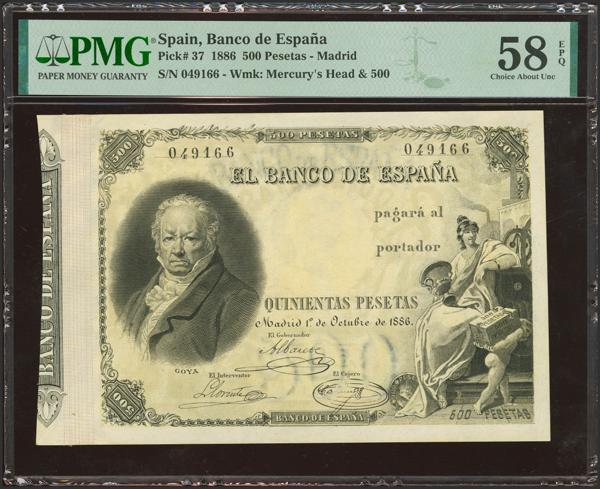 PMG
PAPER MONEY GUARANTY
Spain, Banco de España
Pick# 37 1886 500 Pesetas - Madrid
S/N 049166 - Wmk: Mercury's Head & 500
58 EPQ
Choice About Unc
500 PESETAS
500
500
049166
049166
EL BANCO DE ESPAÑA
pagará al
portador
QUINIENTAS PESETAS
Madrid 1º de Octubre de 1886.
El Gobernador
GOYA
El Interventor
El Cajero
500
BANCO DE ESPAÑA
500 PESETAS
BANCO DE ESPAÑA